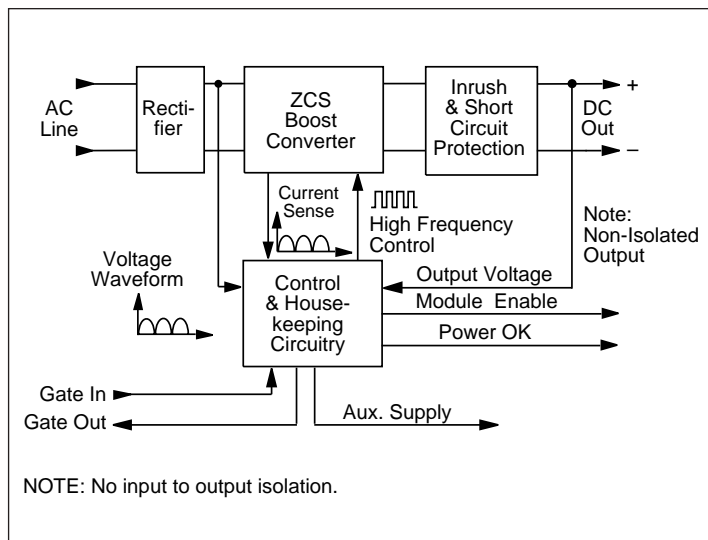 AC
Line
Recti-
fier
ZCS
Boost
Converter
Inrush
& Short
Circuit
Protection
+
DC
Out
–
Current
Sense
High Frequency
Control
Note:
Non-Isolated
Output
Voltage
Waveform
Control
& House-
keeping
Circuitry
Output Voltage
Module Enable
Power OK
Gate In
Gate Out
Aux. Supply
NOTE: No input to output isolation.